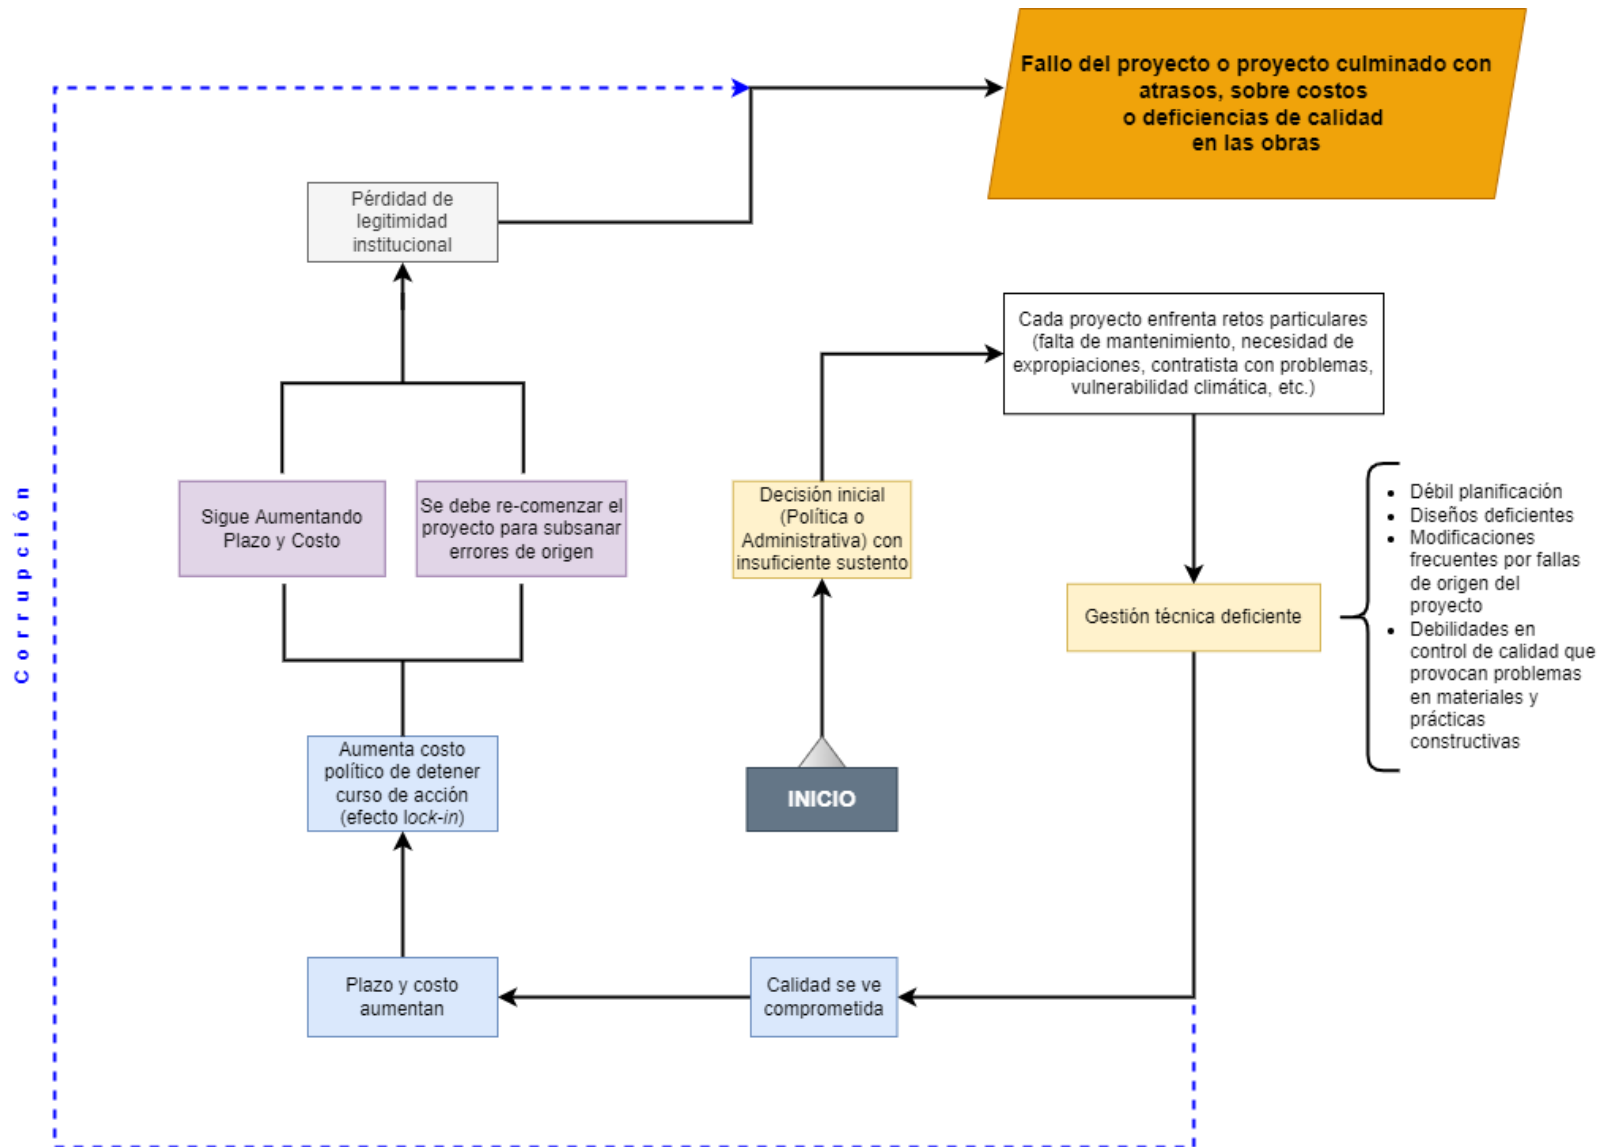 Fallo del proyecto o proyecto culminado con
atrasos, sobre costos
o deficiencias de calidad
en las obras
Pérdidad de
legitimidad
institucional
Cada proyecto enfrenta retos particulares
(falta de mantenimiento, necesidad de
expropiaciones, contratista con problemas,
vulnerabilidad climática, etc.)
Sigue Aumentando
Plazo y Costo
Se debe re-comenzar el
proyecto para subsanar
errores de origen
Decisión inicial
(Política o
Administrativa) con
insuficiente sustento
Gestión técnica deficiente
• Débil planificación
• Diseños deficientes
• Modificaciones
frecuentes por fallas
de origen del
proyecto
• Debilidades en
control de calidad que
provocan problemas
en materiales y
prácticas
constructivas
Corrupción
Aumenta costo
político de detener
curso de acción
(efecto lock-in)
INICIO
Plazo y costo
aumentan
Calidad se ve
comprometida